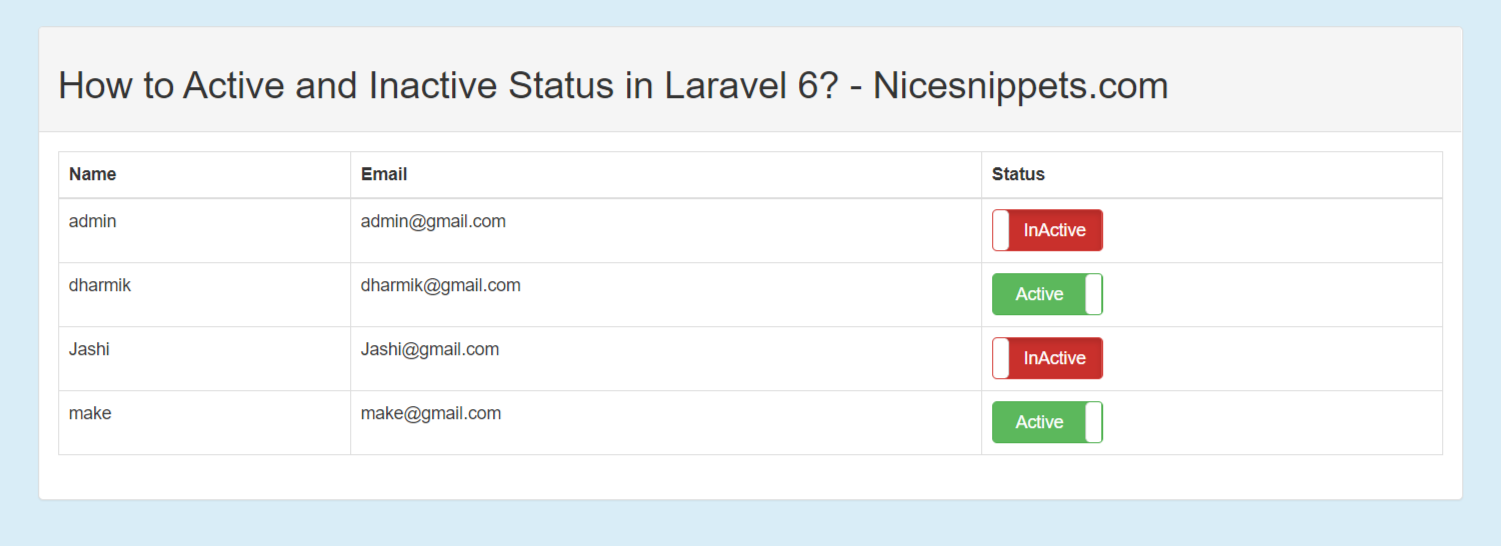 How to Active and Inactive Status in Laravel 6? - Nicesnippets.com
Name Email Status
admin admin@gmail.com InActive
dharmik dharmik@gmail.com Active
Jashi Jashi@gmail.com InActive
make make@gmail.com Active